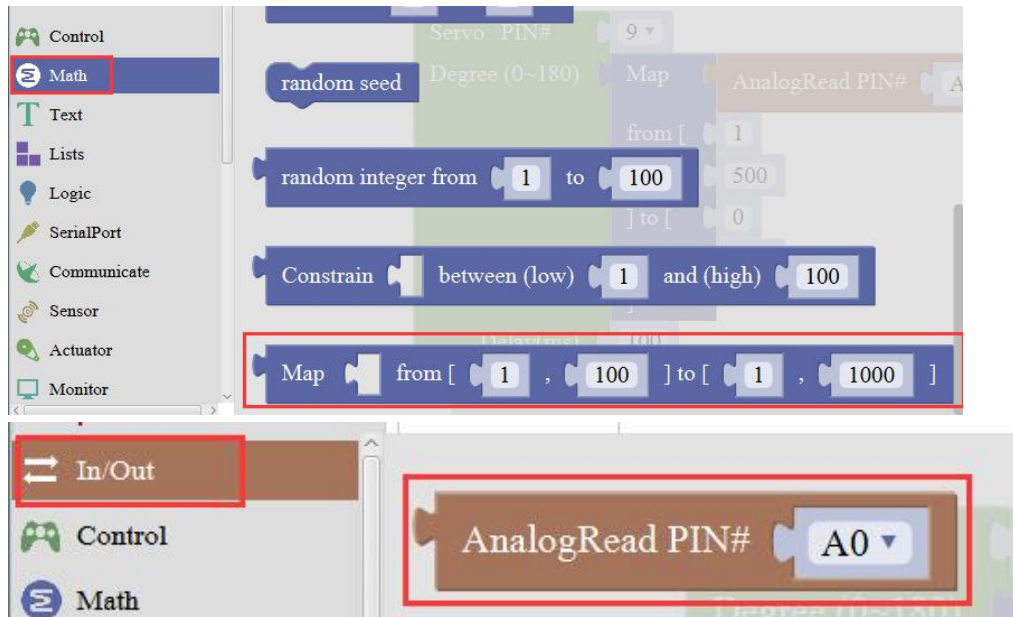 Control
Math
Text
Lists
Logic
SerialPort
Communicate
Sensor
Actuator
Monitor
Servo PIN# 9
Degree (0~180) Map AnalogRead PIN# A
from [ 1
500
] to [ 0
]
Delay(ms) 100
random seed
random integer from 1 to 100
Constrain between (low) 1 and (high) 100
Map from [ 1 , 100 ] to [ 1 , 1000 ]
In/Out
Control
Math
AnalogRead PIN# A0
Degree (0~180)